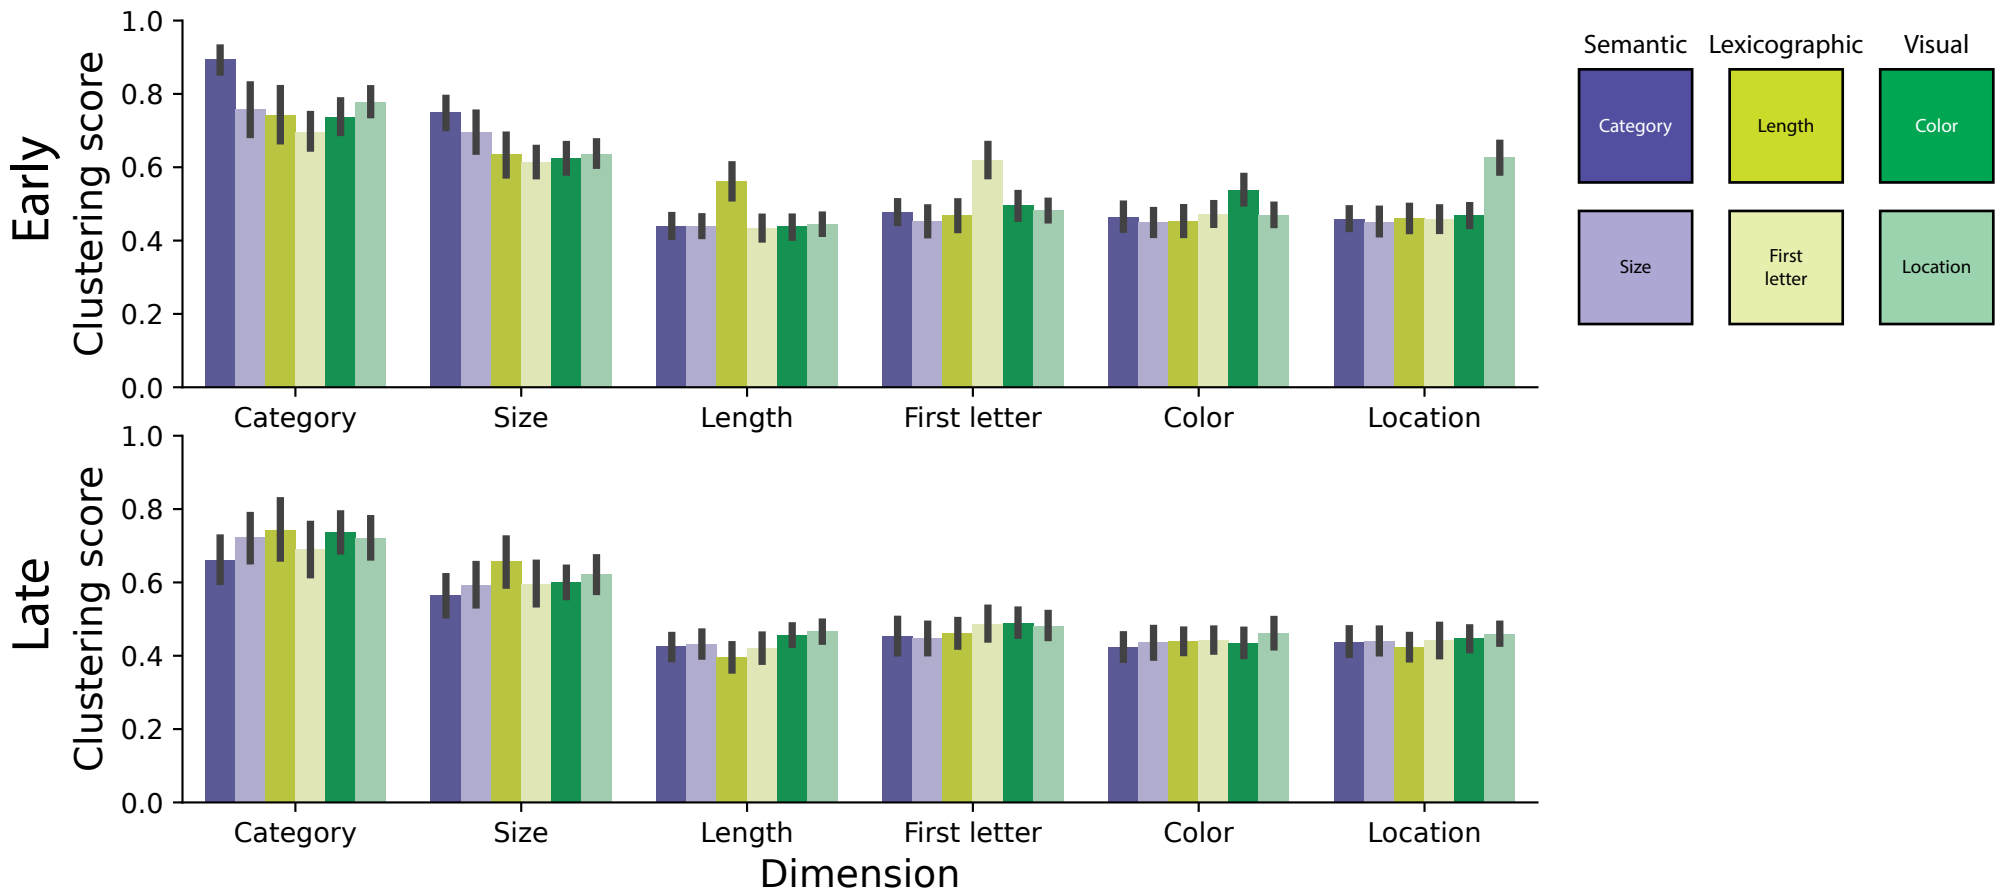 Early
Clustering score
1.0
0.8
0.6
0.4
0.2
0.0
Category Size Length First letter Color Location
Semantic Lexicographic Visual
Category Length Color
Size First letter Location
Late
Clustering score
1.0
0.8
0.6
0.4
0.2
0.0
Category Size Length First letter Color Location
Dimension